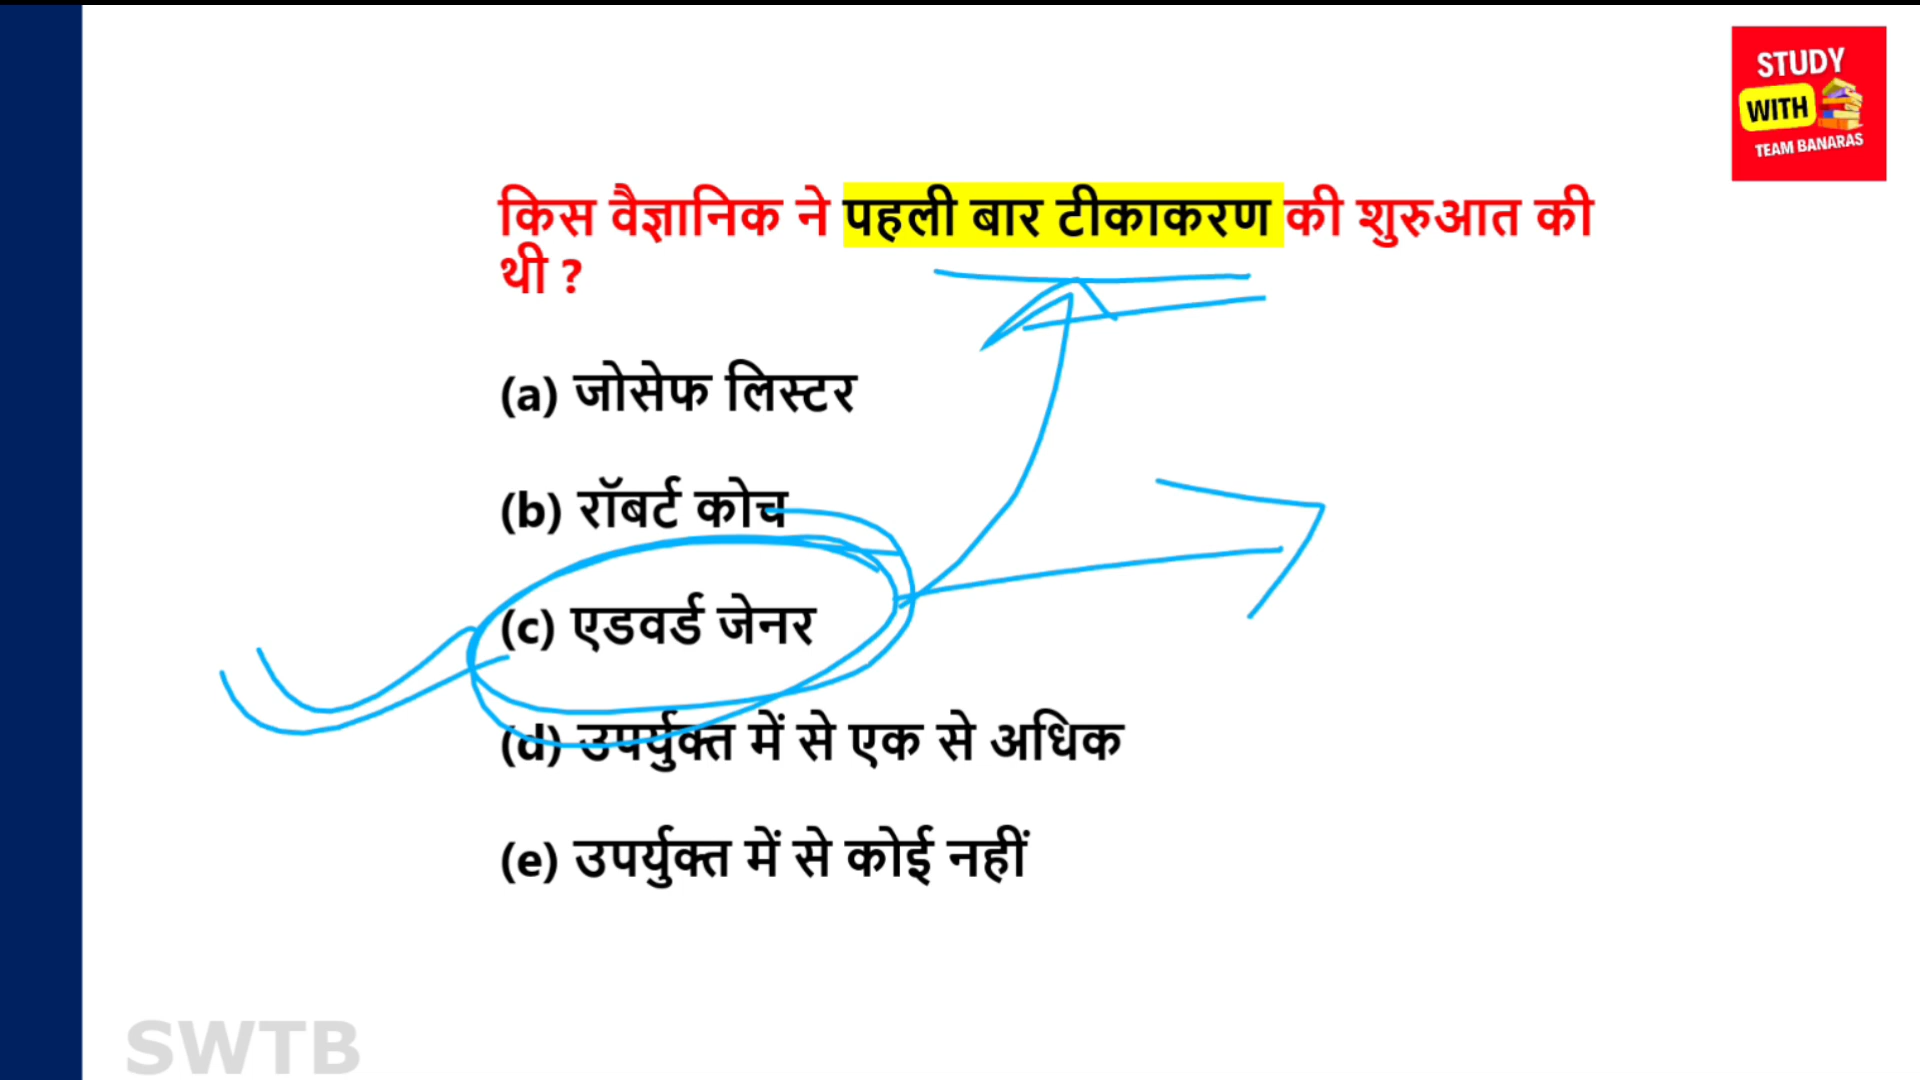 STUDY
WITH
TEAM BANARAS
किस वैज्ञानिक ने पहली बार टीकाकरण की शुरुआत की
थी ?
(a) जोसेफ लिस्टर
(b) रॉबर्ट कोच
(c) एडवर्ड जेनर
(d) उपर्युक्त में से एक से अधिक
(e) उपर्युक्त में से कोई नहीं
SWTB